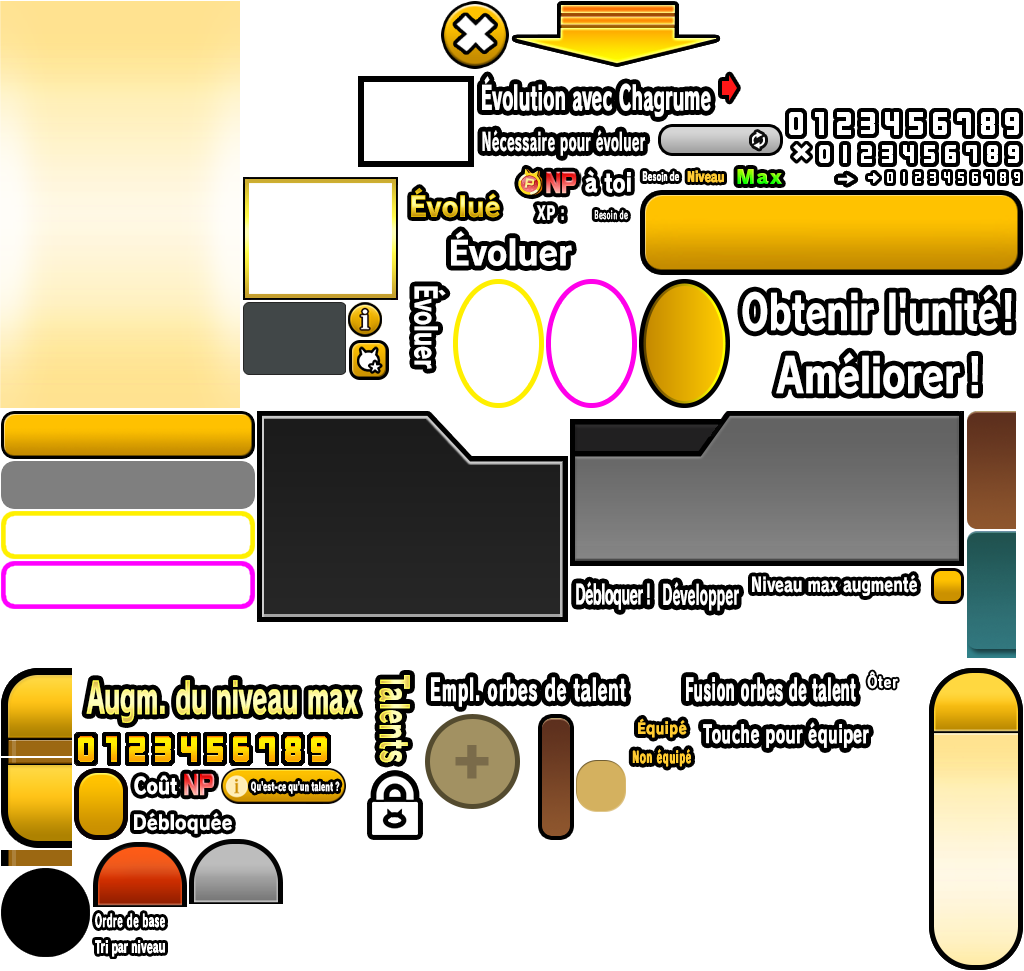 Évolution avec Chagrume
Nécessaire pour évoluer
0123456789
×0123456789
0123456789
NP à toi
Besoin de Niveau Max
Évolué
XP :
Besoin de
Évoluer
Évoluer
i
Obtenir l'unité!
Améliorer !
Débloquer !
Développer
Niveau max augmenté
Augm. du niveau max
0123456789
Talents
Empl. orbes de talent
Fusion orbes de talent
Ôter
Équipé
Touche pour équiper
Non équipé
Coût NP
i Qu'est-ce qu'un talent ?
Débloquée
Ordre de base
Tri par niveau